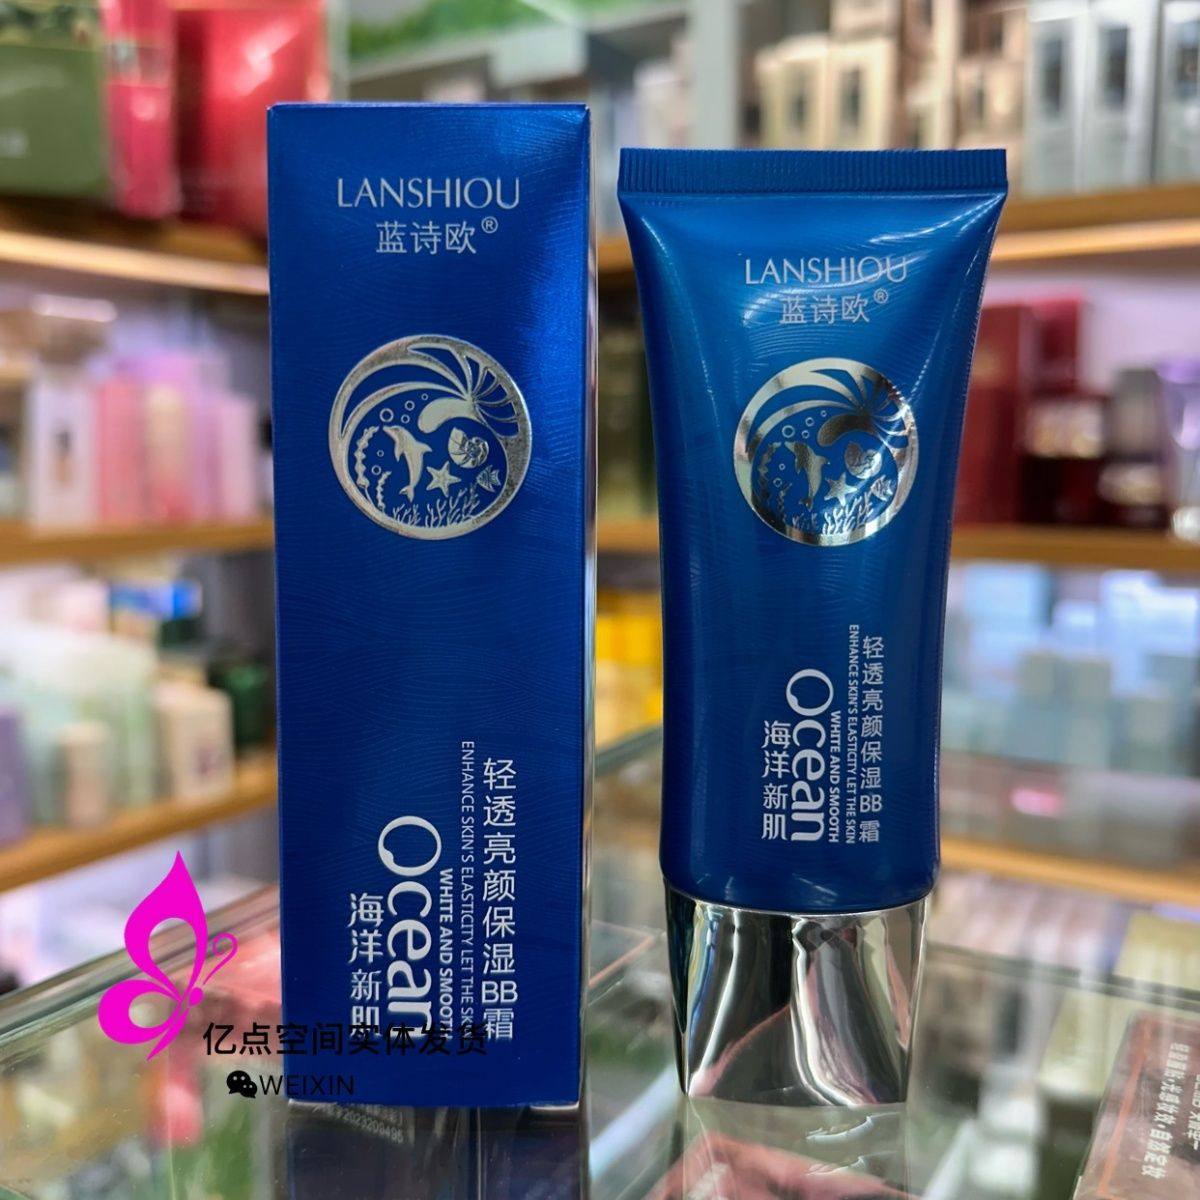 LANSHIOU
蓝诗欧®
轻透亮颜保湿BB霜
ENHANCE SKIN'S ELASTICITY LET THE SKIN
WHITE AND SMOOTH
Ocean
海洋新肌
LANSHIOU
蓝诗欧®
轻透亮颜保湿BB霜
ENHANCE SKIN'S ELASTICITY LET THE SKIN
WHITE AND SMOOTH
Ocean
海洋新肌
亿点空间实体发货
WEIXIN